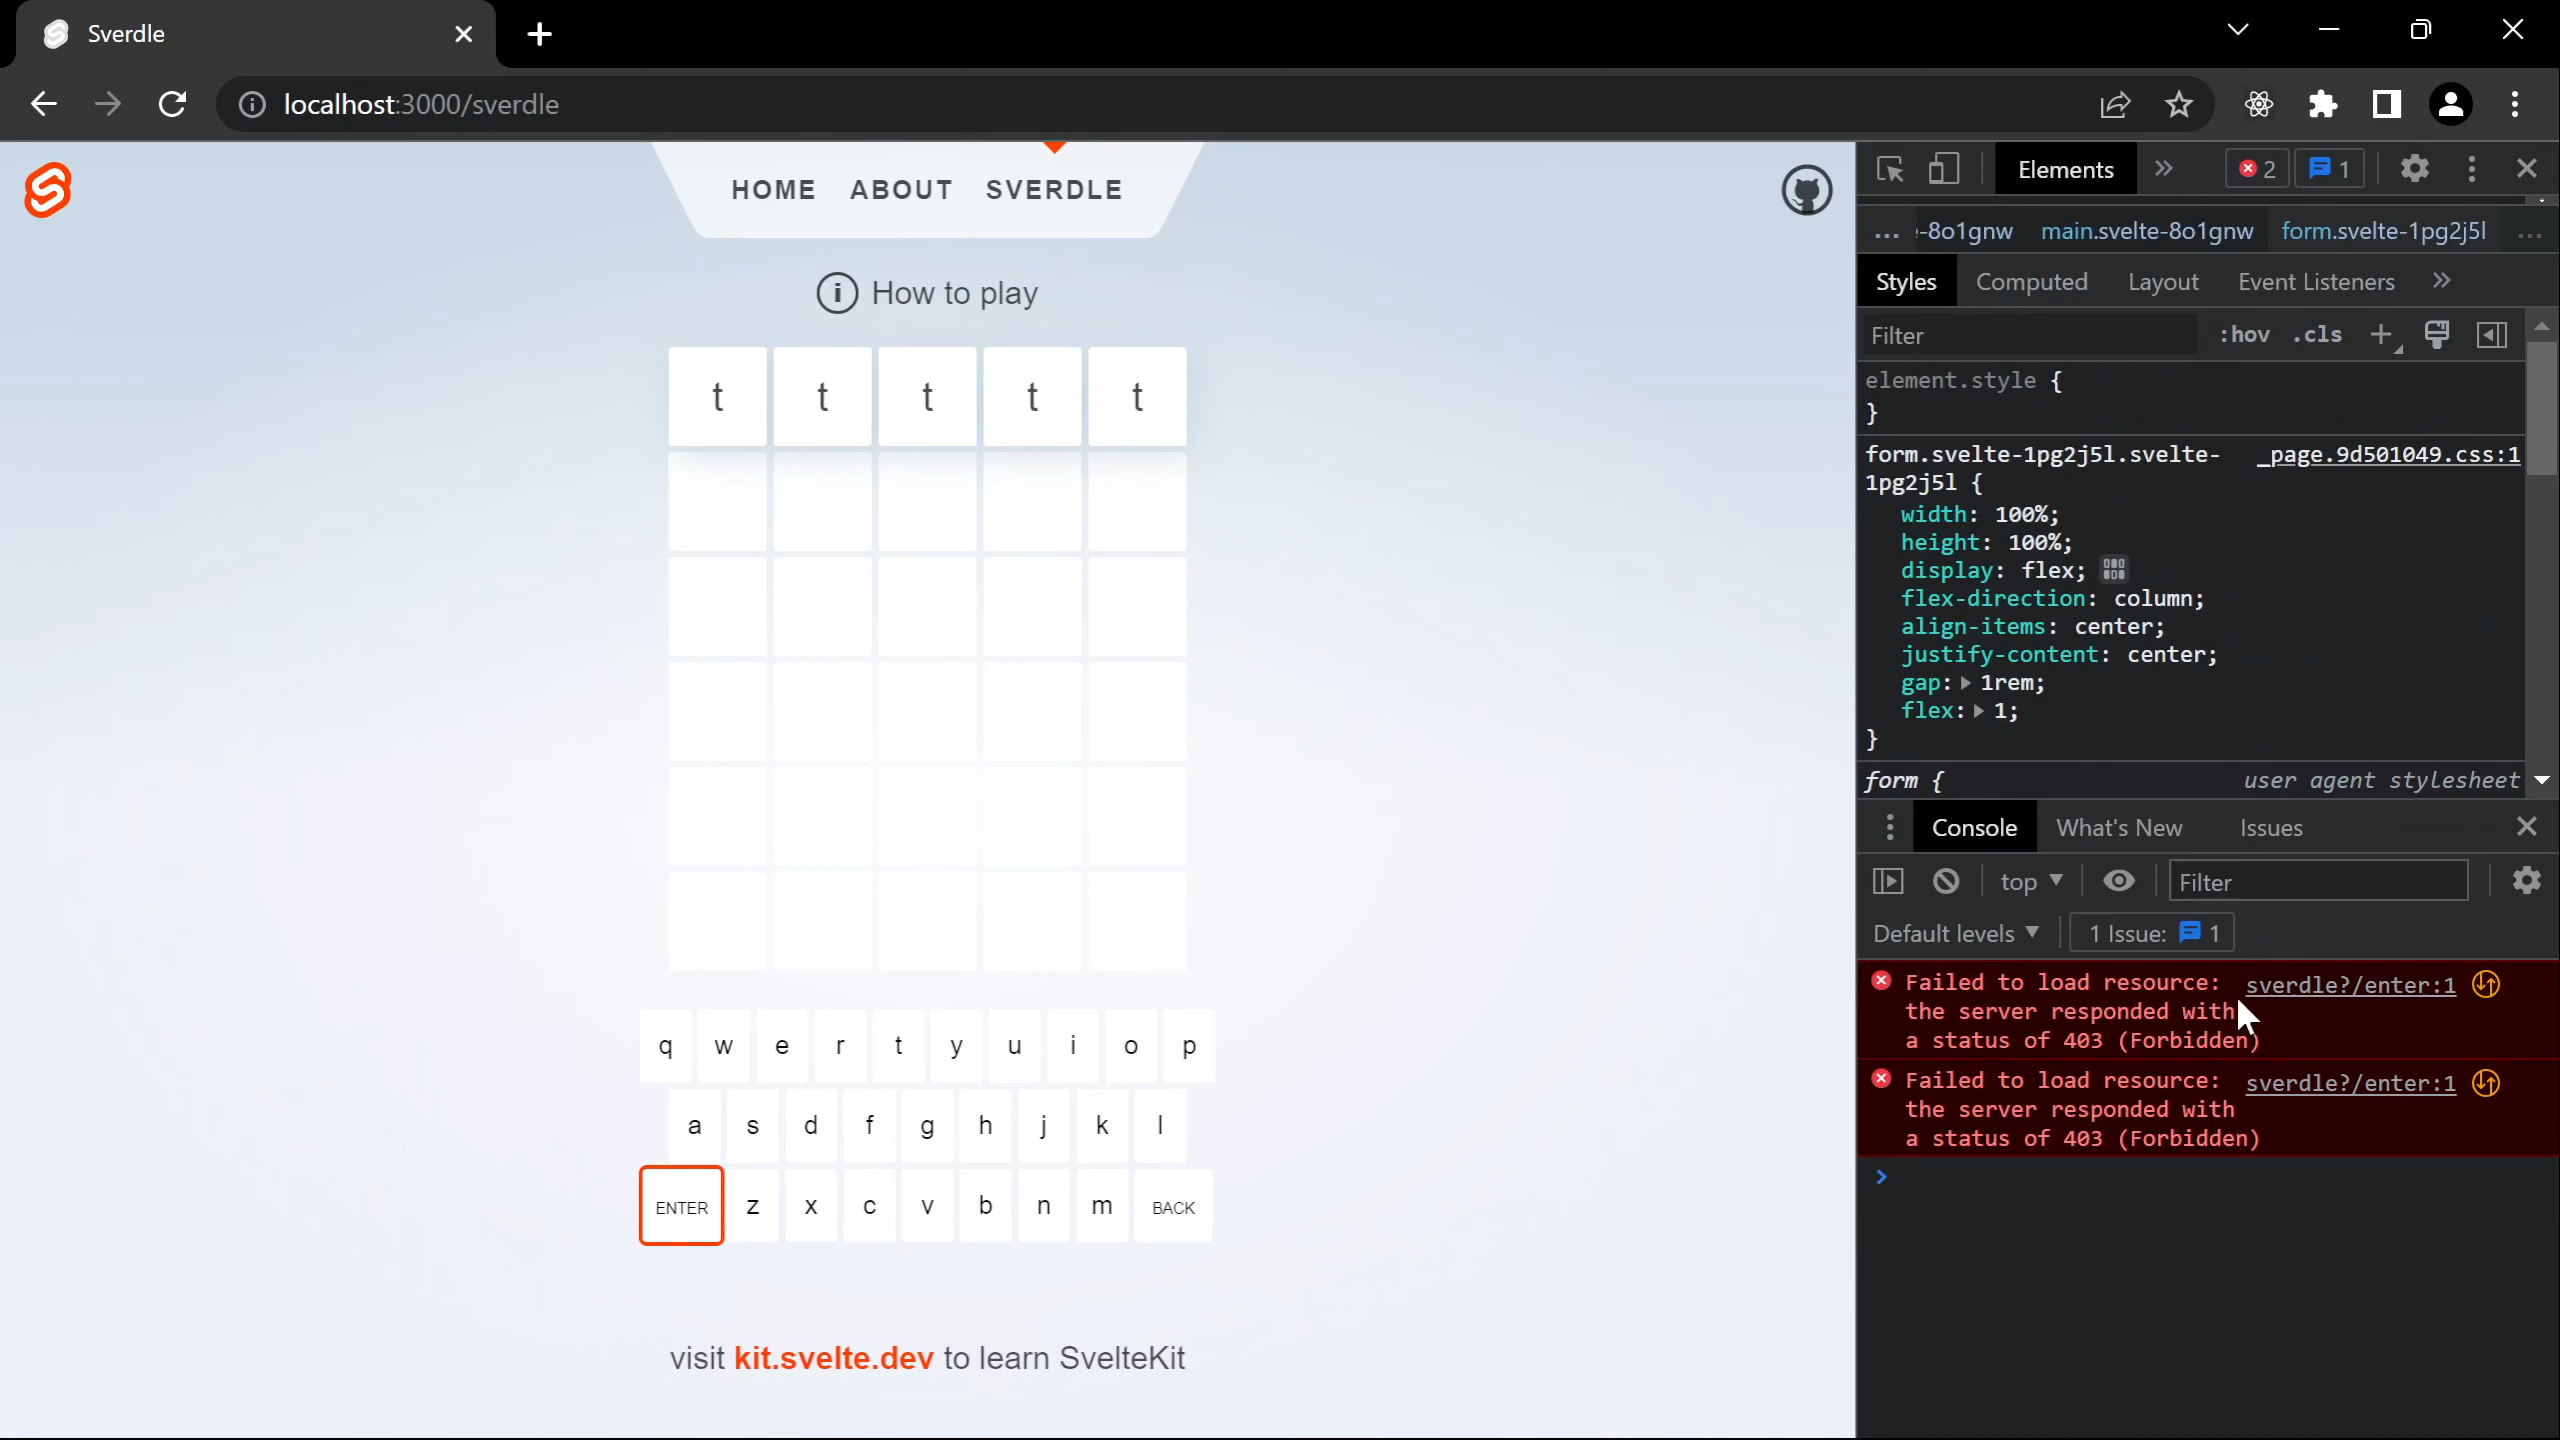 Sverdle
localhost:3000/sverdle
HOME ABOUT SVERDLE
How to play
t t t t t
q w e r t y u i o p
a s d f g h j k l
ENTER z x c v b n m BACK
visit kit.svelte.dev to learn SvelteKit
Elements » 2 1
... -8o1gnw main.svelte-8o1gnw form.svelte-1pg2j5l ...
Styles Computed Layout Event Listeners »
Filter :hov .cls +
element.style {
}
form.svelte-1pg2j5l.svelte- _page.9d501049.css:1
1pg2j5l {
width: 100%;
height: 100%;
display: flex;
flex-direction: column;
align-items: center;
justify-content: center;
gap: 1rem;
flex: 1;
}
form { user agent stylesheet
Console What's New Issues
top Filter
Default levels 1 Issue: 1
Failed to load resource: sverdle?/enter:1
the server responded with
a status of 403 (Forbidden)
Failed to load resource: sverdle?/enter:1
the server responded with
a status of 403 (Forbidden)